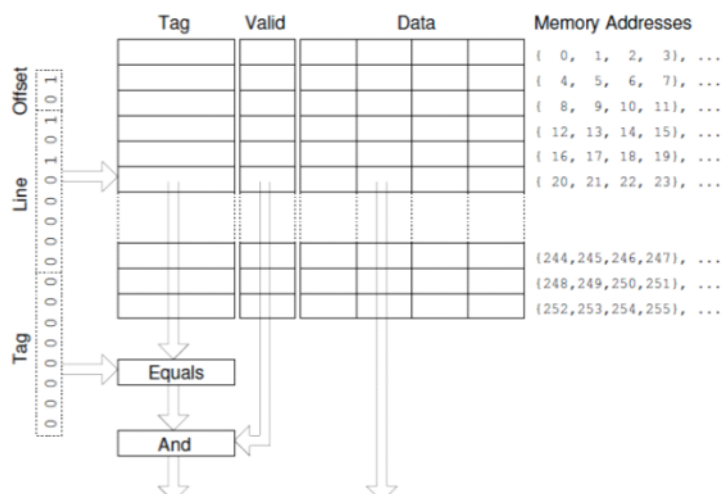 Tag Valid Data Memory Addresses
{ 0, 1, 2, 3}, ...
{ 4, 5, 6, 7}, ...
{ 8, 9, 10, 11}, ...
{ 12, 13, 14, 15}, ...
{ 16, 17, 18, 19}, ...
{ 20, 21, 22, 23}, ...
{244,245,246,247}, ...
{248,249,250,251}, ...
{252,253,254,255}, ...
Tag Line Offset
0 0 0 0 0 0 0 0 0 0 0 0 0 1 0 1 0 1
Equals
And